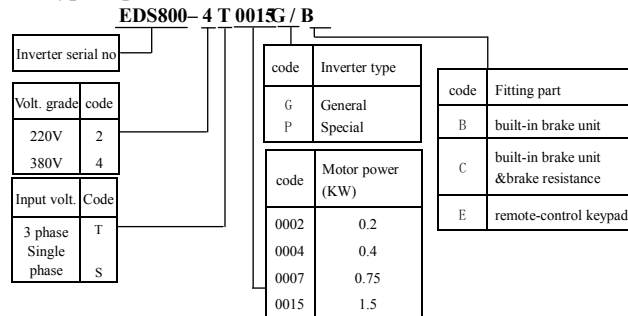 EDS800–4T0015G/B
Inverter serial no
Volt. grade code
220V 2
380V 4
Input volt. Code
3 phase T
Single
phase S
code Inverter type
G General
P Special
code Motor power
(KW)
0002 0.2
0004 0.4
0007 0.75
0015 1.5
code Fitting part
B built-in brake unit
C built-in brake unit
&brake resistance
E remote-control keypad